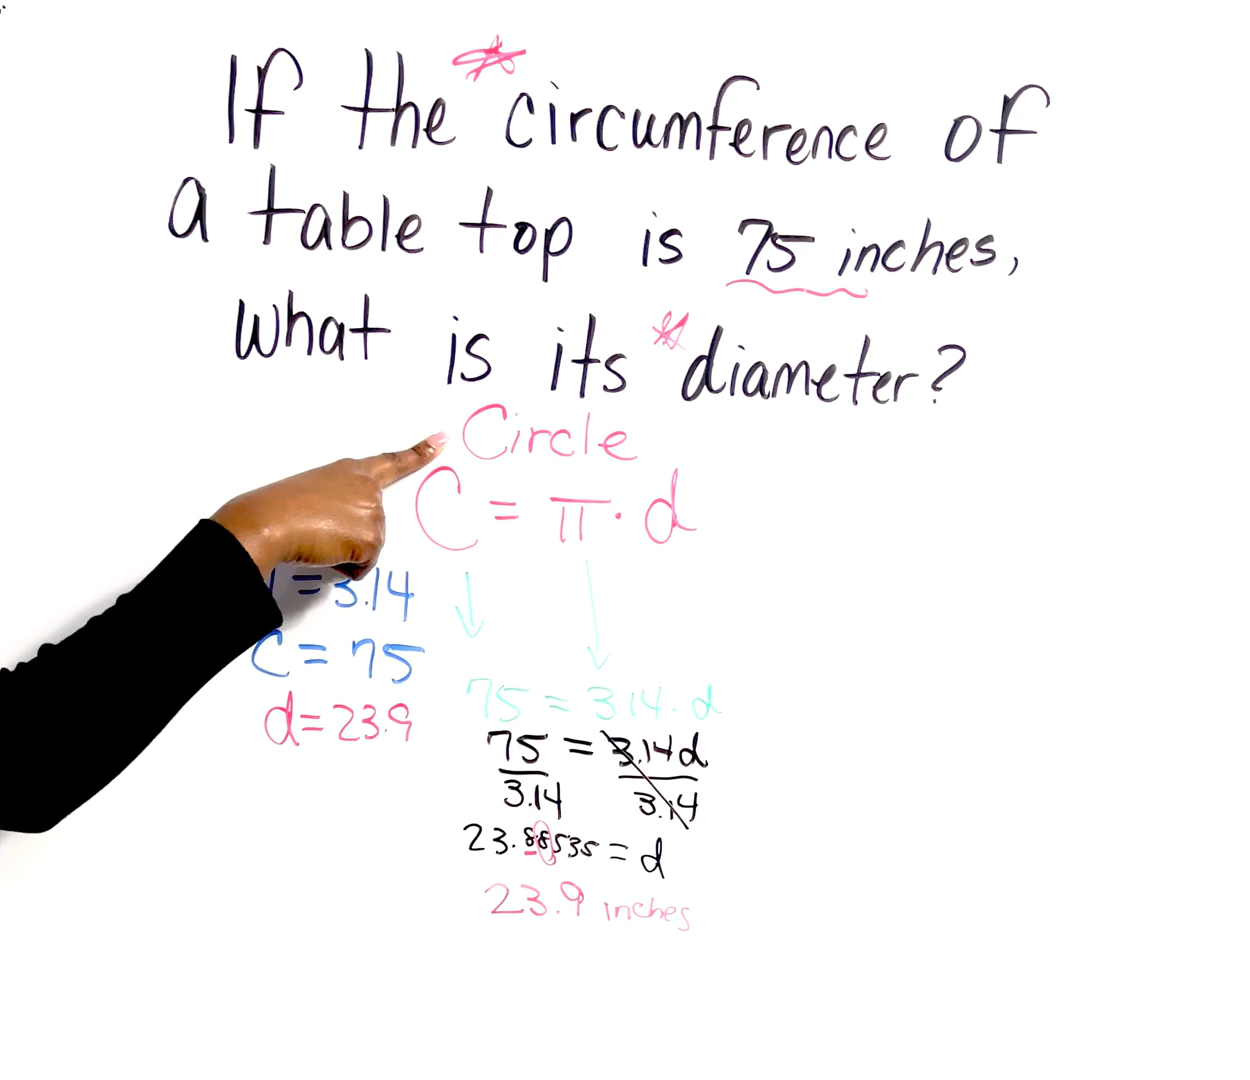 If the circumference of
a table top is 75 inches,
what is its diameter?
Circle
C = π · d
= 3.14
C = 75
d = 23.9
75 = 3.14 · d
75 = 3.14d
3.14 3.14
23.88535 = d
23.9 inches